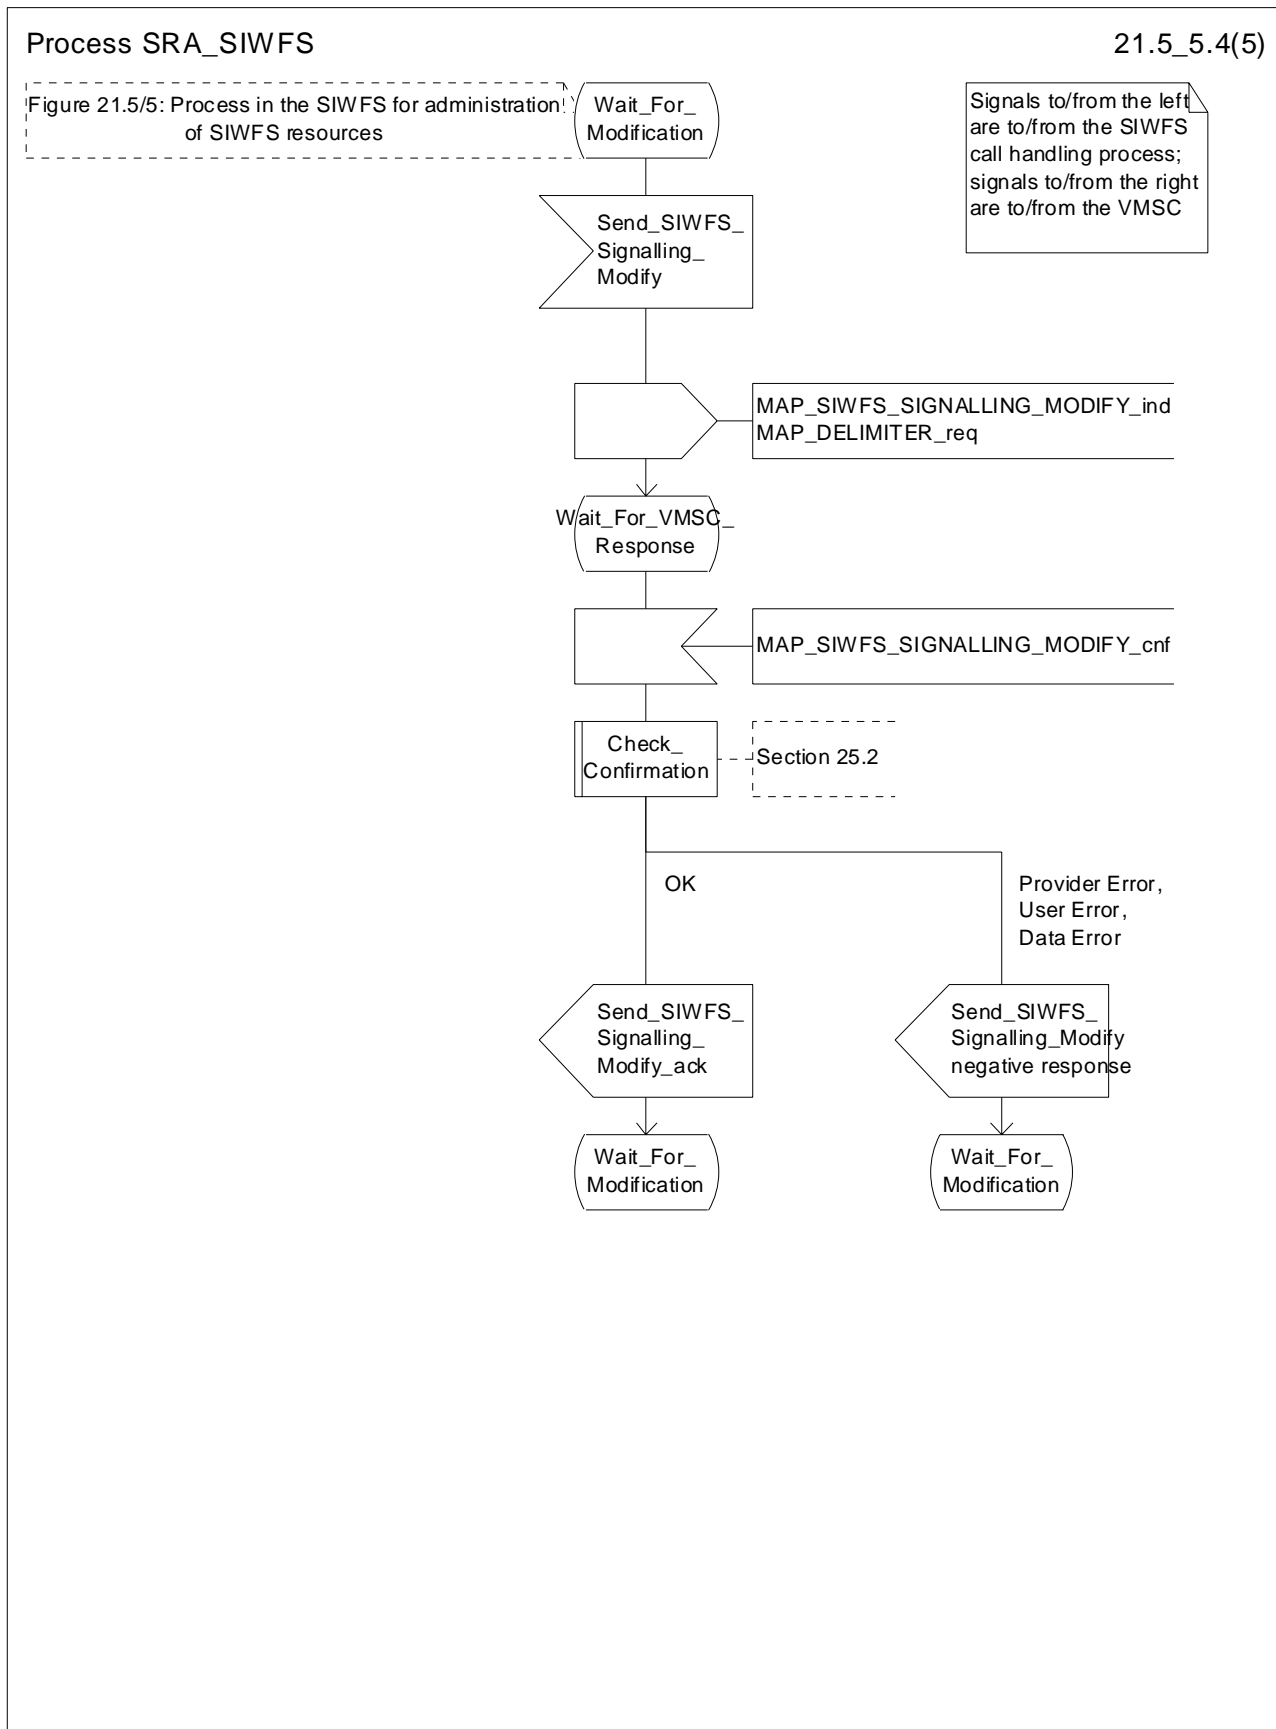 Process SRA_SIWFS
21.5_5.4(5)
Figure 21.5/5: Process in the SIWFS for administration
of SIWFS resources
Wait_For_
Modification
Signals to/from the left
are to/from the SIWFS
call handling process;
signals to/from the right
are to/from the VMSC
Send_SIWFS_
Signalling_
Modify
MAP_SIWFS_SIGNALLING_MODIFY_ind
MAP_DELIMITER_req
Wait_For_VMSC_
Response
MAP_SIWFS_SIGNALLING_MODIFY_cnf
Check_
Confirmation
Section 25.2
OK
Provider Error,
User Error,
Data Error
Send_SIWFS_
Signalling_
Modify_ack
Send_SIWFS_
Signalling_Modify
negative response
Wait_For_
Modification
Wait_For_
Modification